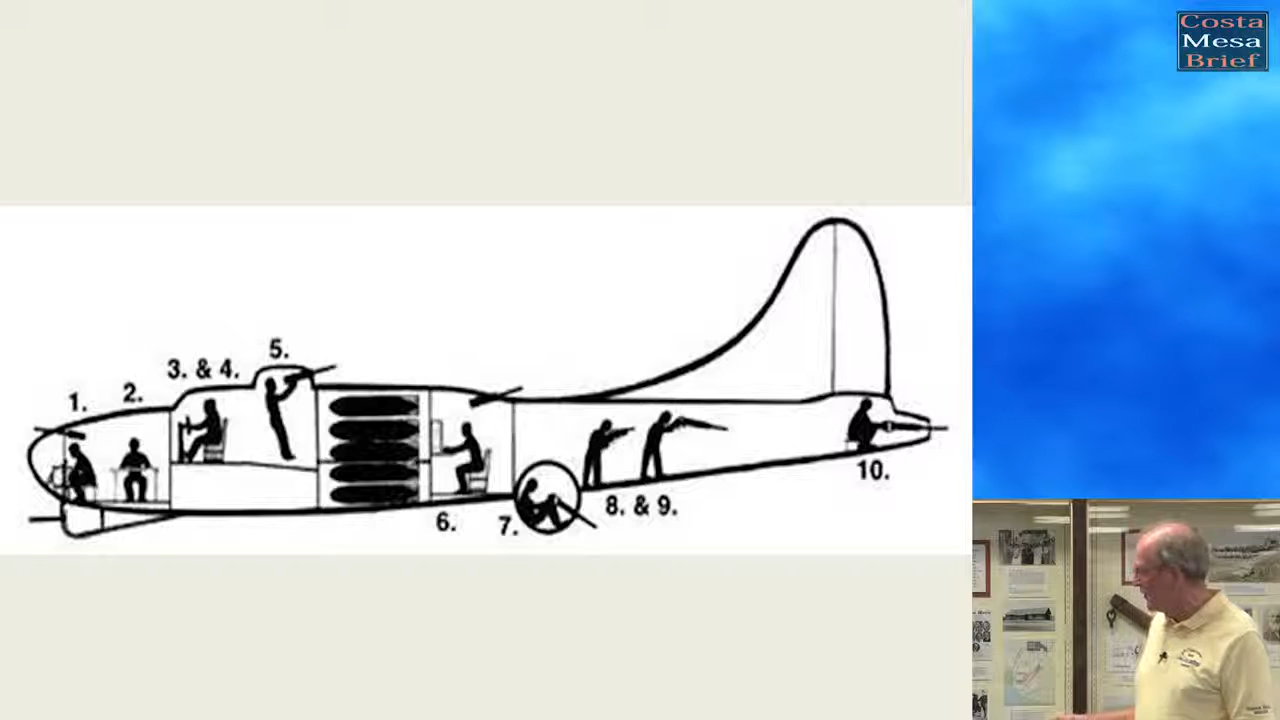 Costa
Mesa
Brief
5.
3. & 4.
2.
1.
10.
8. & 9.
6.
7.